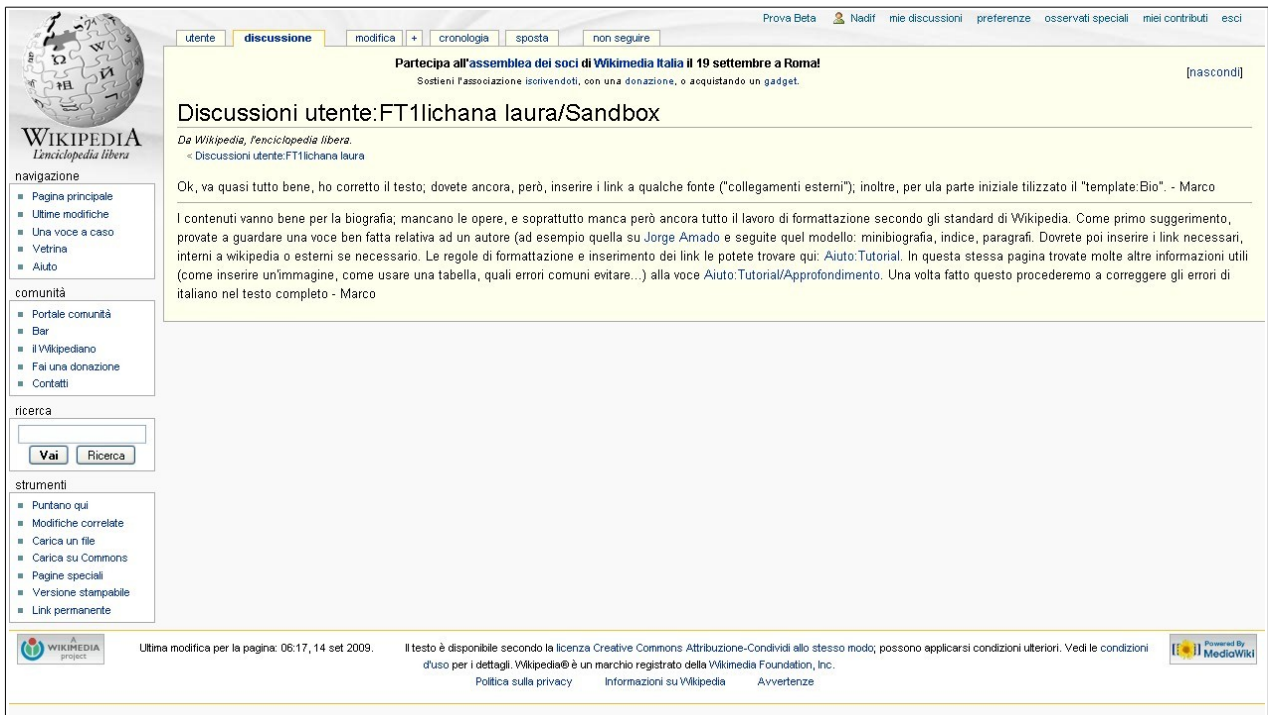 Prova Beta Nadif mie discussioni preferenze osservati speciali miei contributi esci
utente discussione modifica + cronologia sposta non seguire
Partecipa all'assemblea dei soci di Wikimedia Italia il 19 settembre a Roma!
Sostieni l'associazione iscrivendoti, con una donazione, o acquistando un gadget.
[nascondi]
Discussioni utente:FT1lichana laura/Sandbox
Da Wikipedia, l'enciclopedia libera.
< Discussioni utente:FT1lichana laura
Ok, va quasi tutto bene, ho corretto il testo; dovete ancora, però, inserire i link a qualche fonte ("collegamenti esterni"); inoltre, per ula parte iniziale tilizzato il "template:Bio". - Marco
I contenuti vanno bene per la biografia; mancano le opere, e soprattutto manca però ancora tutto il lavoro di formattazione secondo gli standard di Wikipedia. Come primo suggerimento,
provate a guardare una voce ben fatta relativa ad un autore (ad esempio quella su Jorge Amado e seguite quel modello: minibiografia, indice, paragrafi. Dovrete poi inserire i link necessari,
interni a wikipedia o esterni se necessario. Le regole di formattazione e inserimento dei link le potete trovare qui: Aiuto:Tutorial. In questa stessa pagina trovate molte altre informazioni utili
(come inserire un'immagine, come usare una tabella, quali errori comuni evitare...) alla voce Aiuto:Tutorial/Approfondimento. Una volta fatto questo procederemo a correggere gli errori di
italiano nel testo completo - Marco
WIKIPEDIA
L'enciclopedia libera
navigazione
Pagina principale
Ultime modifiche
Una voce a caso
Vetrina
Aiuto
comunità
Portale comunità
Bar
il Wikipediano
Fai una donazione
Contatti
ricerca
Vai Ricerca
strumenti
Puntano qui
Modifiche correlate
Carica un file
Carica su Commons
Pagine speciali
Versione stampabile
Link permanente
A WIKIMEDIA project
Ultima modifica per la pagina: 06:17, 14 set 2009.
Il testo è disponibile secondo la licenza Creative Commons Attribuzione-Condividi allo stesso modo; possono applicarsi condizioni ulteriori. Vedi le condizioni
d'uso per i dettagli. Wikipedia® è un marchio registrato della Wikimedia Foundation, Inc.
Politica sulla privacy Informazioni su Wikipedia Avvertenze
Powered By MediaWiki